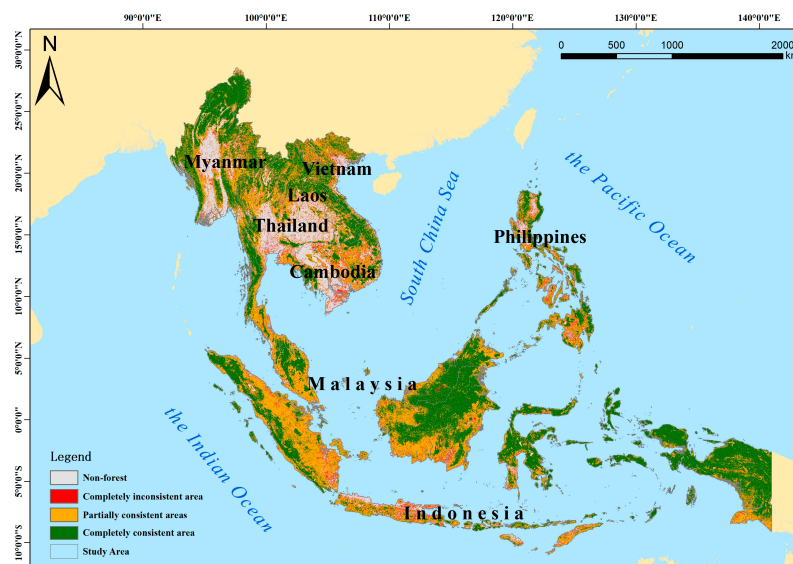 90°0'0"E 100°0'0"E 110°0'0"E 120°0'0"E 130°0'0"E 140°0'0"E
N
0 500 1000 2000
km
30°0'0"N
25°0'0"N
20°0'0"N
15°0'0"N
10°0'0"N
5°0'0"N
0°0'0"
5°0'0"S
10°0'0"S
Myanmar
Vietnam
Laos
Thailand
Cambodia
Philippines
Malaysia
Indonesia
South China Sea
the Pacific Ocean
the Indian Ocean
Legend
Non-forest
Completely inconsistent area
Partially consistent areas
Completely consistent area
Study Area